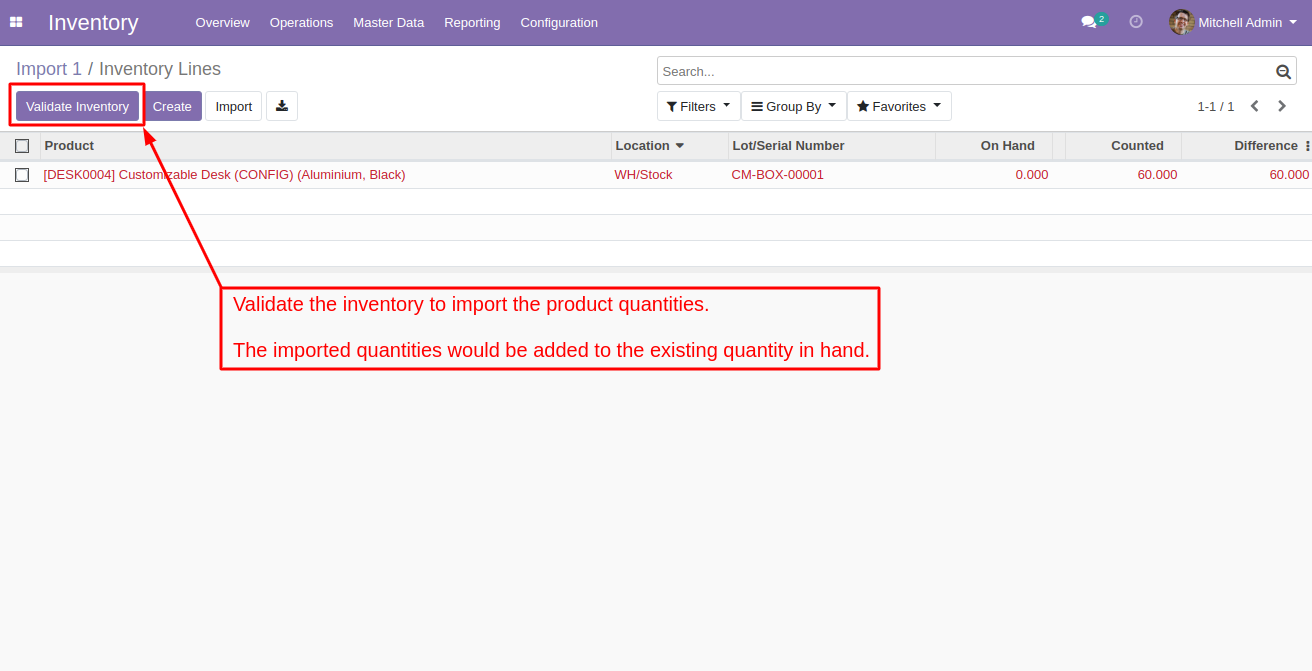 Inventory Overview Operations Master Data Reporting Configuration 2 Mitchell Admin
Import 1 / Inventory Lines Search...
Validate Inventory Create Import Filters Group By Favorites 1-1 / 1
Product Location Lot/Serial Number On Hand Counted Difference
[DESK0004] Customizable Desk (CONFIG) (Aluminium, Black) WH/Stock CM-BOX-00001 0.000 60.000 60.000
Validate the inventory to import the product quantities.
The imported quantities would be added to the existing quantity in hand.